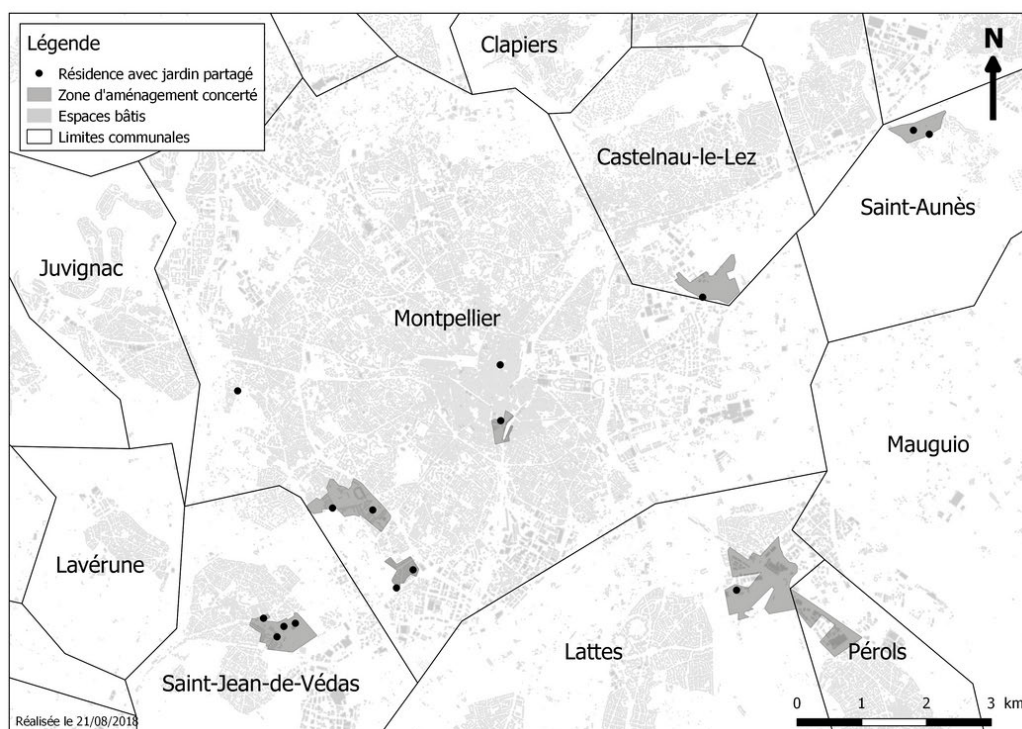 Légende
Résidence avec jardin partagé
Zone d'aménagement concerté
Espaces bâtis
Limites communales
Clapiers
N
Castelnau-le-Lez
Saint-Aunès
Juvignac
Montpellier
Mauguio
Lavérune
Lattes
Pérols
Saint-Jean-de-Védas
0 1 2 3 km
Réalisée le 21/08/2018